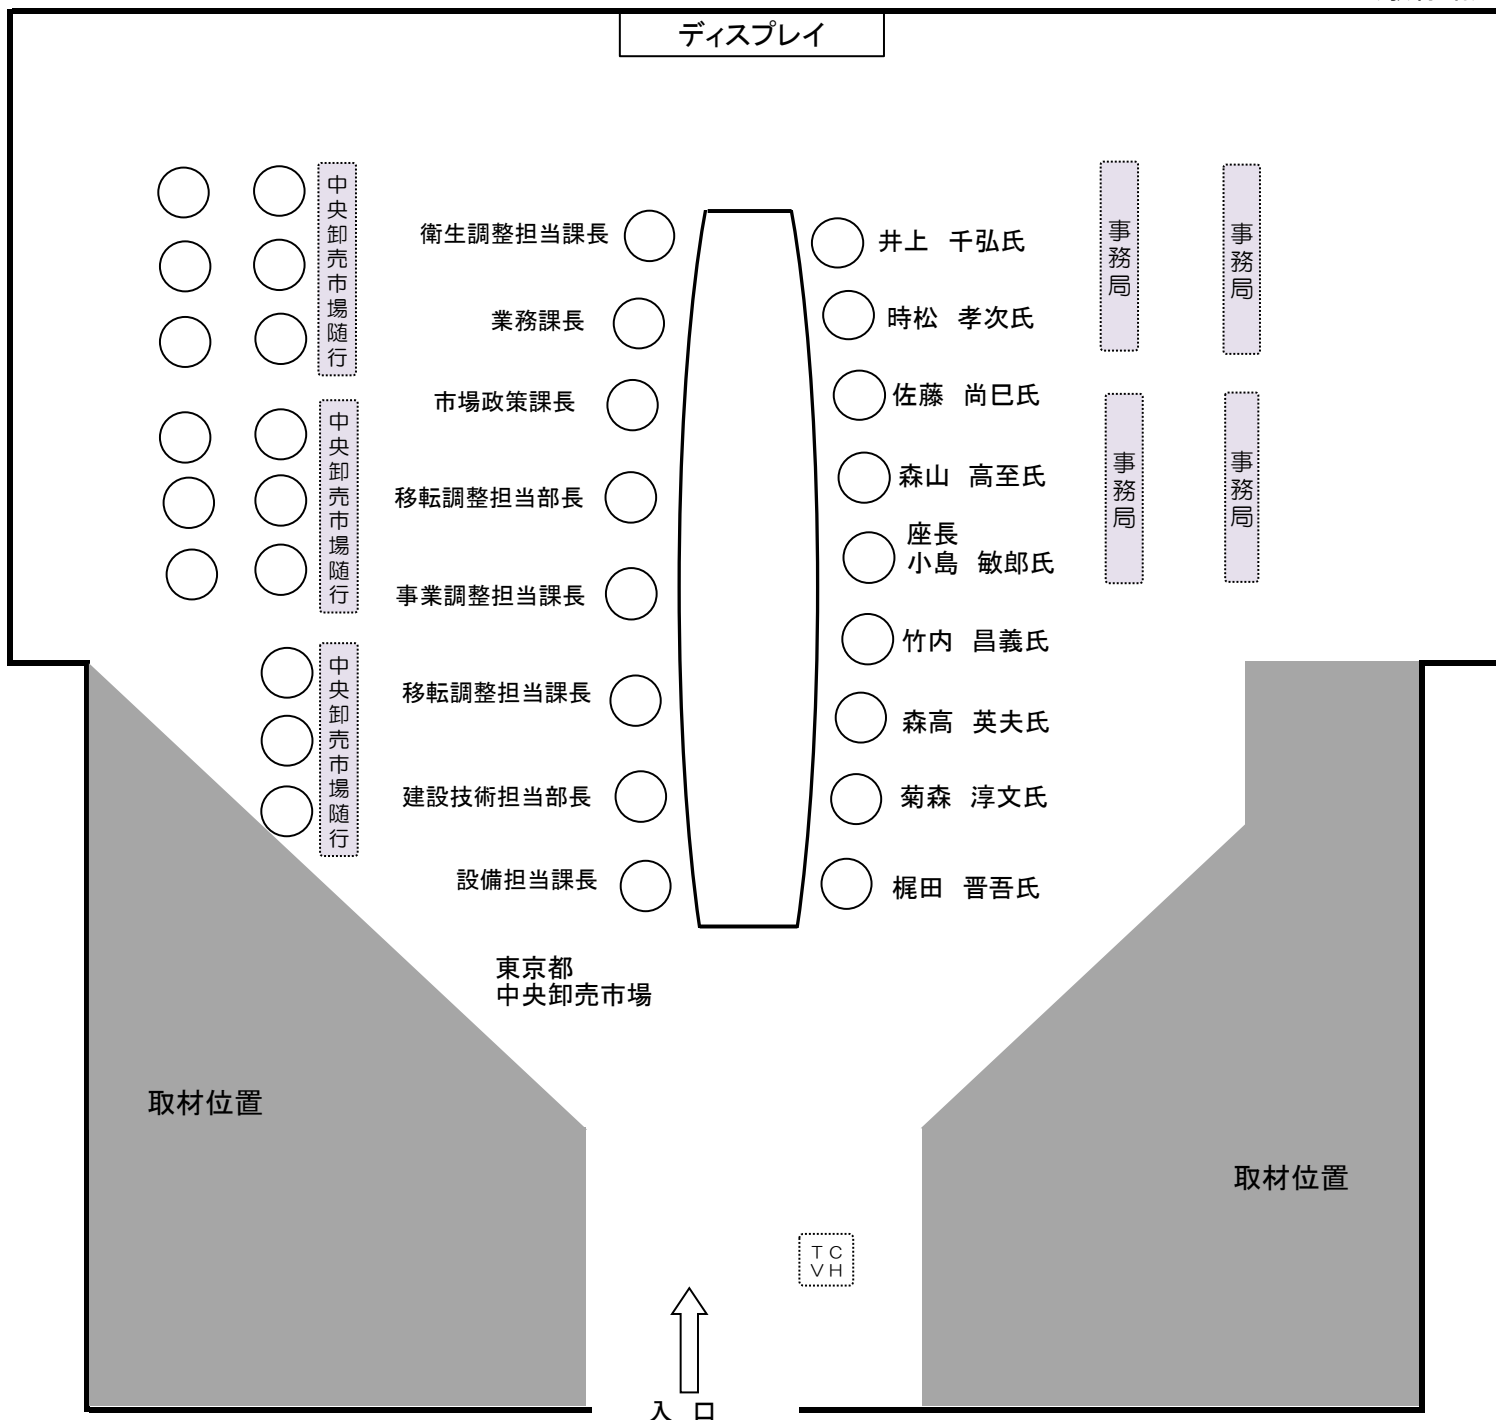 ディスプレイ
中央卸売市場随行
中央卸売市場随行
中央卸売市場随行
衛生調整担当課長
業務課長
市場政策課長
移転調整担当部長
事業調整担当課長
移転調整担当課長
建設技術担当部長
設備担当課長
東京都
中央卸売市場
井上 千弘氏
時松 孝次氏
佐藤 尚巳氏
森山 高至氏
座長
小島 敏郎氏
竹内 昌義氏
森高 英夫氏
菊森 淳文氏
梶田 晋吾氏
事務局
事務局
事務局
事務局
取材位置
取材位置
TC
VH
入 口